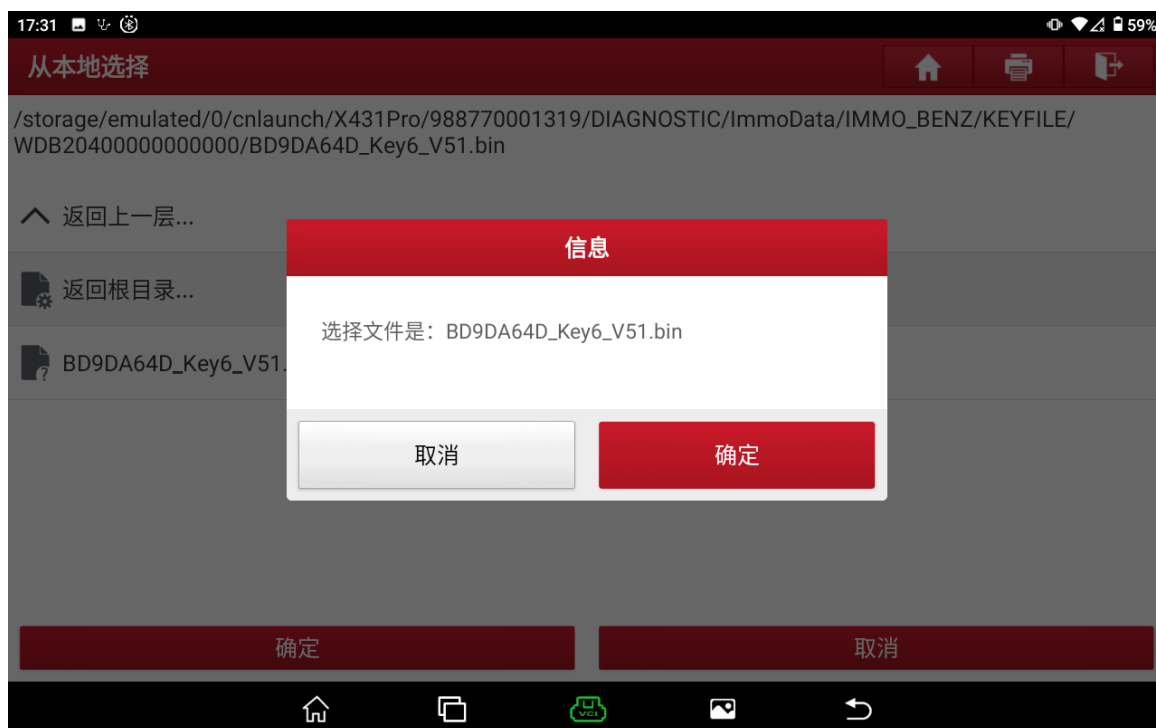 17:31
59%
从本地选择
/storage/emulated/0/cnlaunch/X431Pro/988770001319/DIAGNOSTIC/ImmoData/IMMO_BENZ/KEYFILE/
WDB20400000000000/BD9DA64D_Key6_V51.bin
返回上一层...
信息
返回根目录...
选择文件是：BD9DA64D_Key6_V51.bin
BD9DA64D_Key6_V51.
取消
确定
确定
取消
VCI